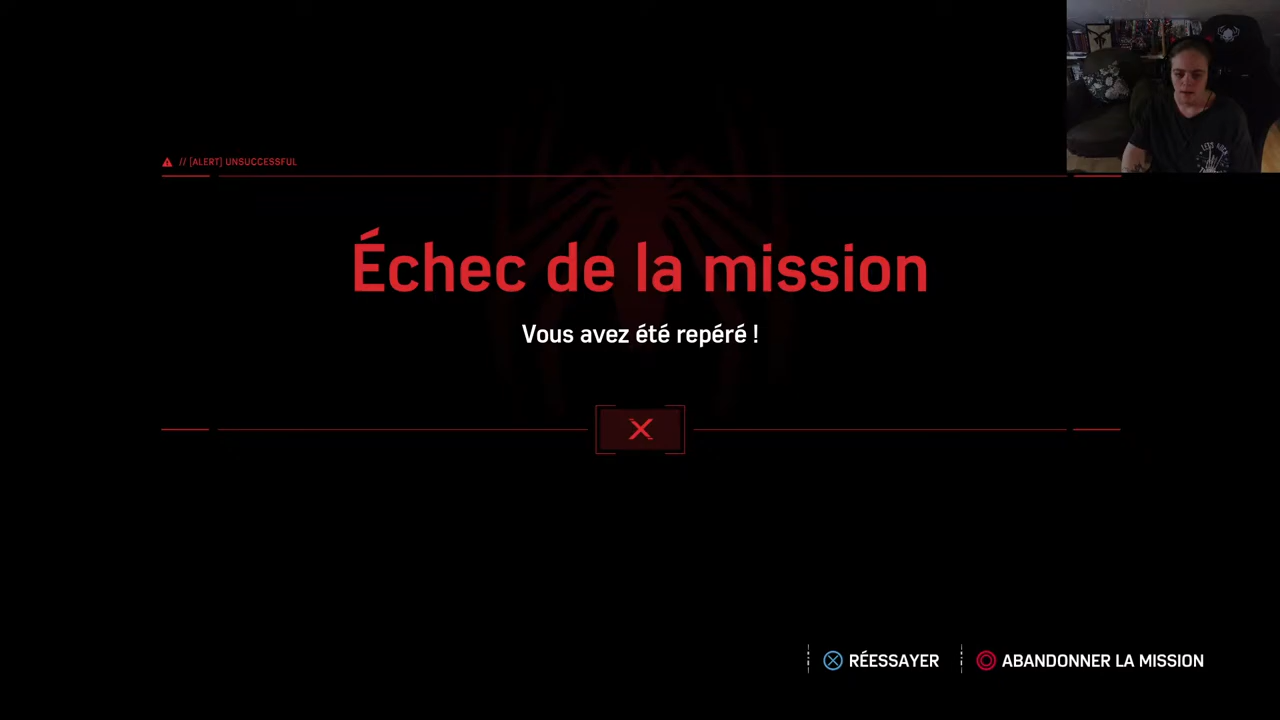 // [ALERT] UNSUCCESSFUL
Échec de la mission
Vous avez été repéré !
RÉESSAYER
ABANDONNER LA MISSION